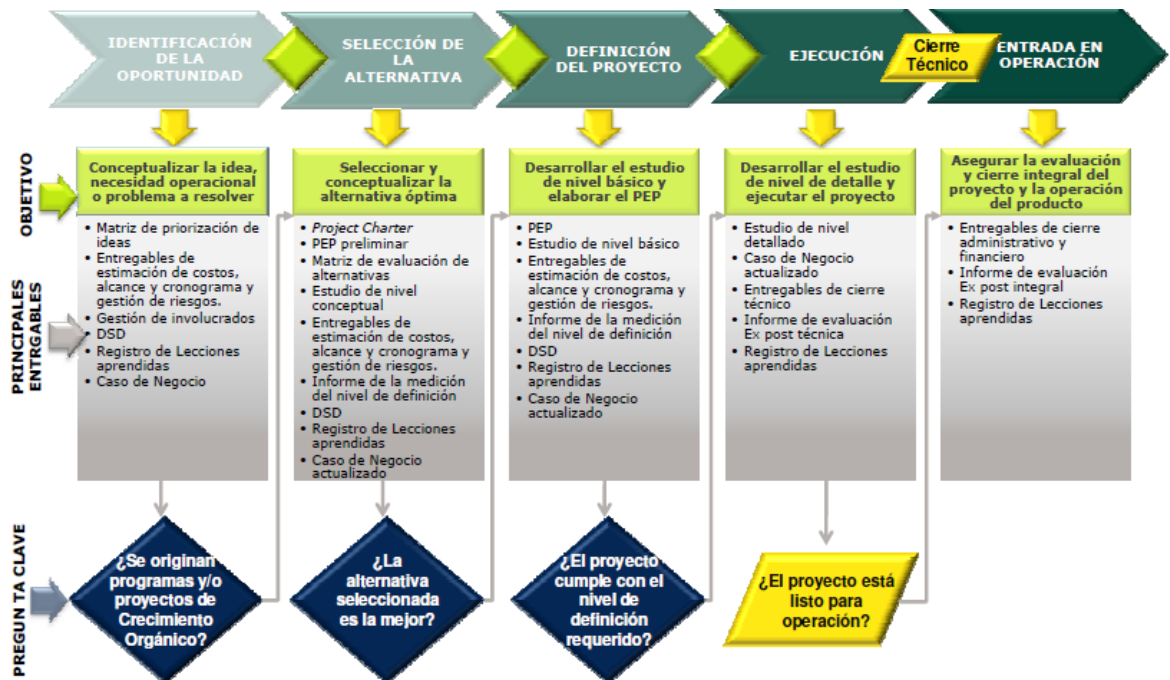 IDENTIFICACIÓN
DE LA
OPORTUNIDAD
SELECCIÓN DE
LA
ALTERNATIVA
DEFINICIÓN
DEL PROYECTO
EJECUCIÓN
Cierre
Técnico
ENTRADA EN
OPERACIÓN
OBJETIVO
Conceptualizar la idea,
necesidad operacional
o problema a resolver
Seleccionar y
conceptualizar la
alternativa óptima
Desarrollar el estudio
de nivel básico y
elaborar el PEP
Desarrollar el estudio
de nivel de detalle y
ejecutar el proyecto
Asegurar la evaluación
y cierre integral del
proyecto y la operación
del producto
PRINCIPALES
ENTRGABLES
• Matriz de priorización de
ideas
• Entregables de
estimación de costos,
alcance y cronograma y
gestión de riesgos.
• Gestión de involucrados
• DSD
• Registro de Lecciones
aprendidas
• Caso de Negocio
• Project Charter
• PEP preliminar
• Matriz de evaluación de
alternativas
• Estudio de nivel
conceptual
• Entregables de
estimación de costos,
alcance y cronograma y
gestión de riesgos.
• Informe de la medición
del nivel de definición
• DSD
• Registro de Lecciones
aprendidas
• Caso de Negocio
actualizado
• PEP
• Estudio de nivel básico
• Entregables de
estimación de costos,
alcance y cronograma y
gestión de riesgos.
• Informe de la medición
del nivel de definición
• DSD
• Registro de Lecciones
aprendidas
• Caso de Negocio
actualizado
• Estudio de nivel
detallado
• Caso de Negocio
actualizado
• Entregables de cierre
técnico
• Informe de evaluación
Ex post técnica
• Registro de Lecciones
aprendidas
• Entregables de cierre
administrativo y
financiero
• Informe de evaluación
Ex post integral
• Registro de Lecciones
aprendidas
PREGUN TA CLAVE
¿Se originan
programas y/o
proyectos de
Crecimiento
Orgánico?
¿La
alternativa
seleccionada
es la mejor?
¿El proyecto
cumple con el
nivel de
definición
requerido?
¿El proyecto está
listo para
operación?